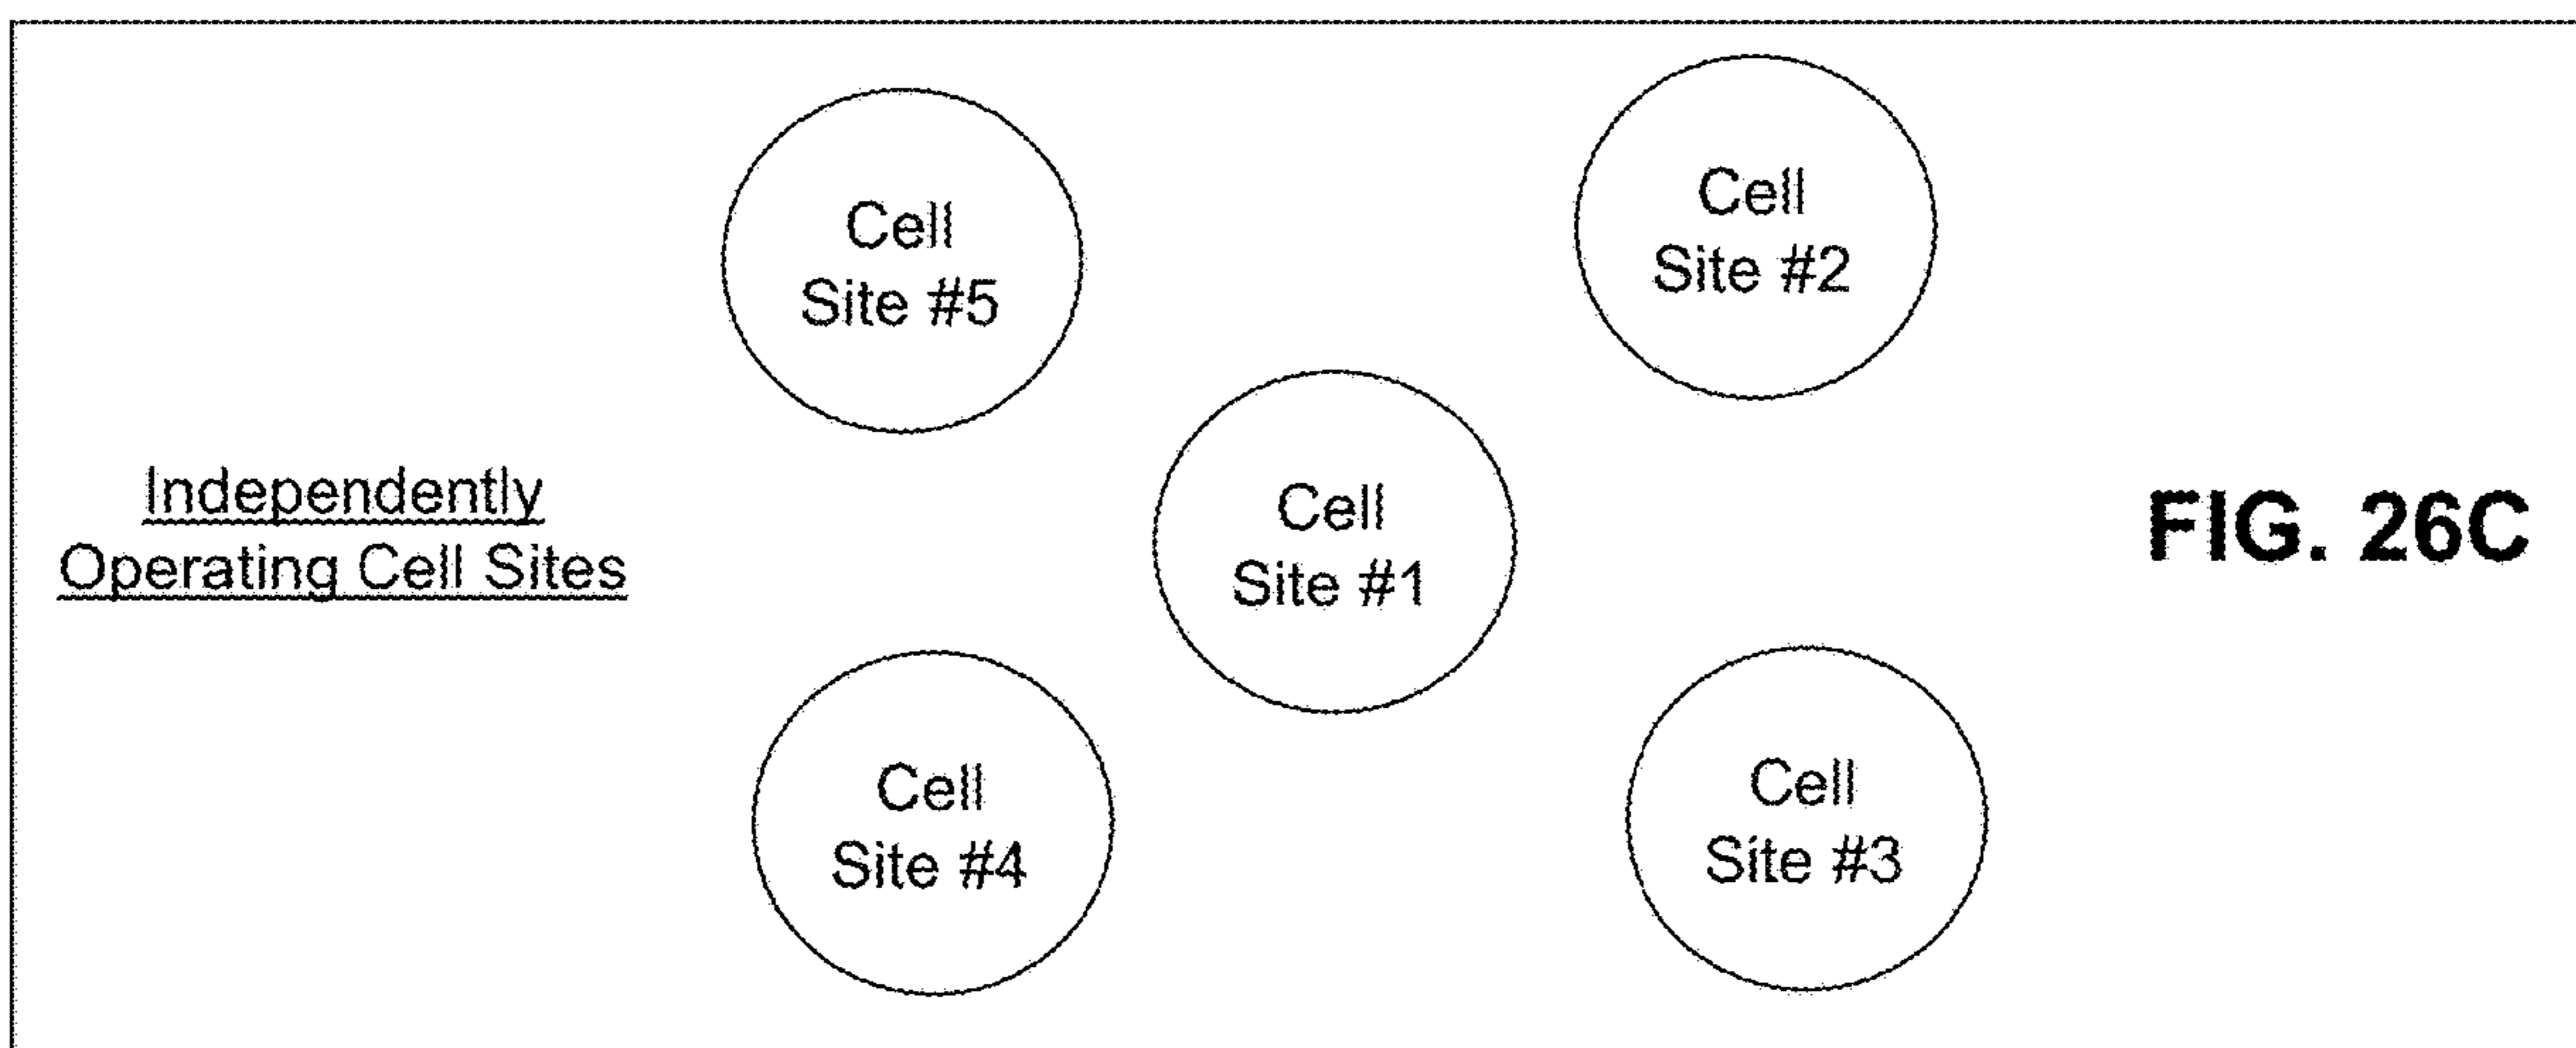 Cell
Site #5
Cell
Site #2
Independently
Operating Cell Sites
Cell
Site #1
FIG. 26C
Cell
Site #4
Cell
Site #3